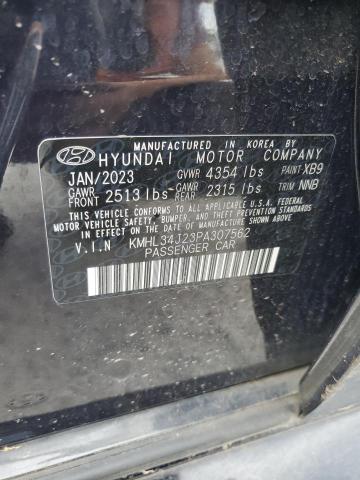 MANUFACTURED IN KOREA BY
HYUNDAI MOTOR COMPANY
JAN/2023 GVWR 4354 lbs PAINT XB9
GAWR FRONT 2513 lbs GAWR REAR 2315 lbs TRIM NNB
THIS VEHICLE CONFORMS TO ALL APPLICABLE FEDERAL
MOTOR VEHICLE SAFETY, BUMPER, AND THEFT PREVENTION
STANDARDS IN EFFECT ON THE DATE OF MANUFACTURE
SHOWN ABOVE.
V.I.N KMHL34J23PA307562
PASSENGER CAR